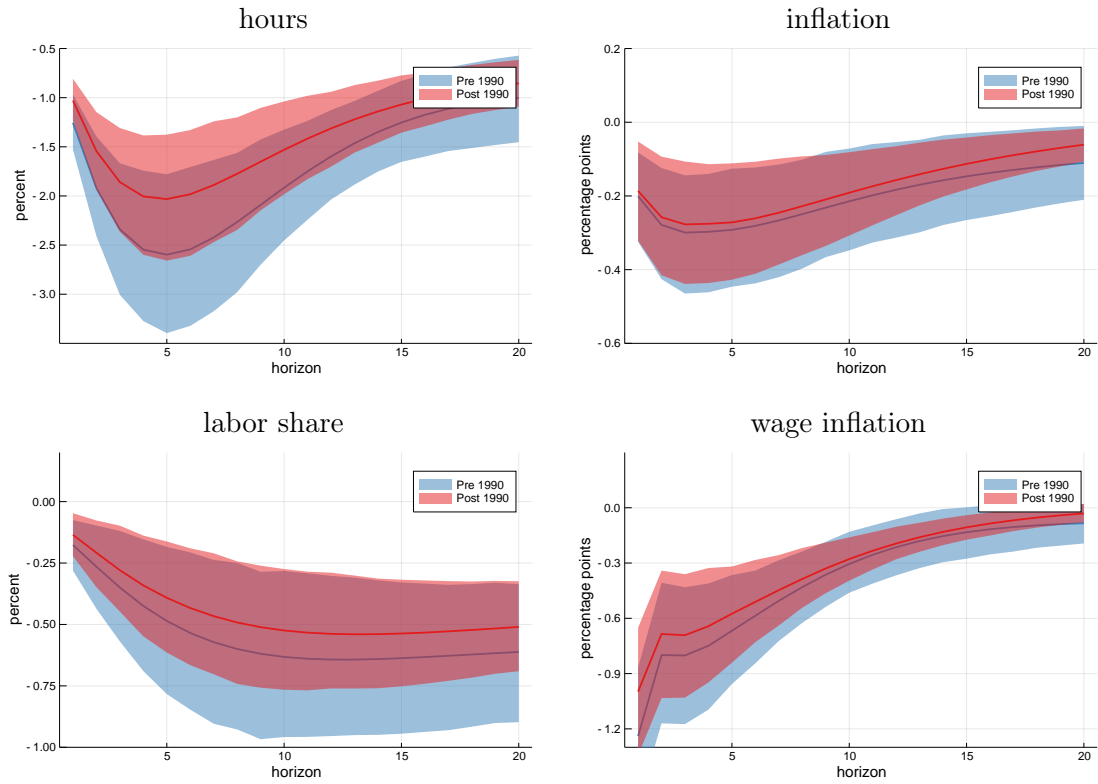 hours
- 0.5
- 1.0
- 1.5
- 2.0
- 2.5
- 3.0
percent
Pre 1990
Post 1990
5
10
15
20
horizon
inflation
0.2
0.0
- 0.2
- 0.4
- 0.6
percentage points
Pre 1990
Post 1990
5
10
15
20
horizon
labor share
0.00
- 0.25
- 0.50
- 0.75
- 1.00
percent
Pre 1990
Post 1990
5
10
15
20
horizon
wage inflation
0.0
- 0.3
- 0.6
- 0.9
- 1.2
percentage points
Pre 1990
Post 1990
5
10
15
20
horizon